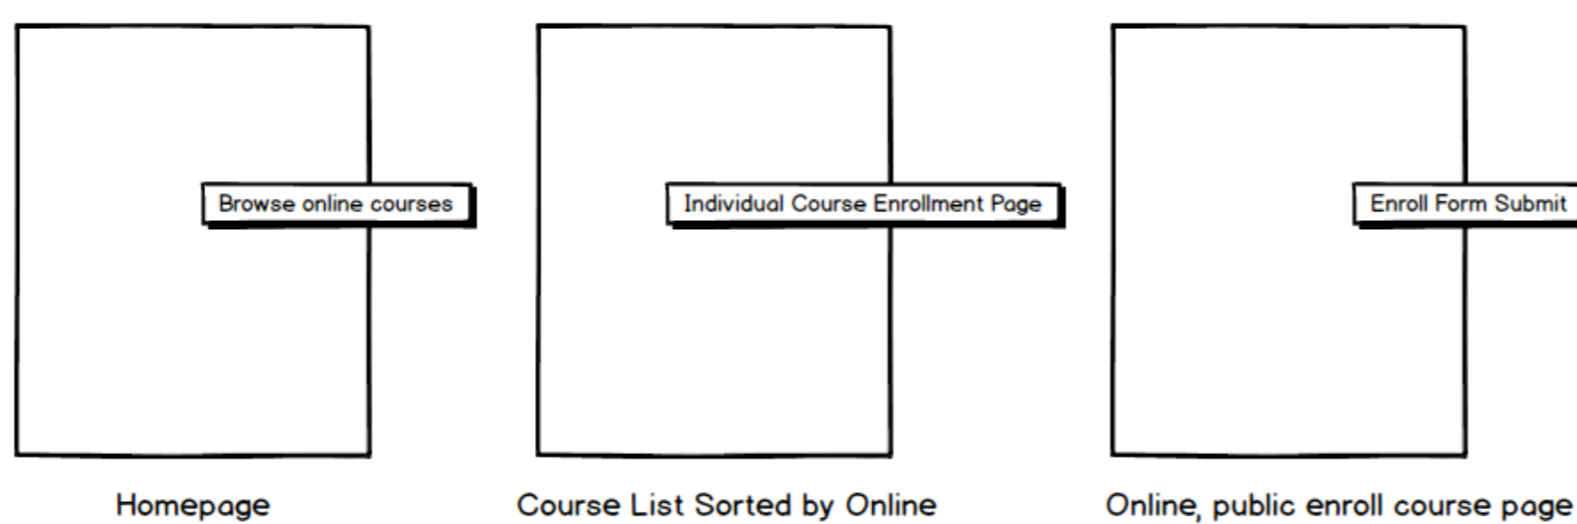 Browse online courses
Individual Course Enrollment Page
Enroll Form Submit
Homepage
Course List Sorted by Online
Online, public enroll course page